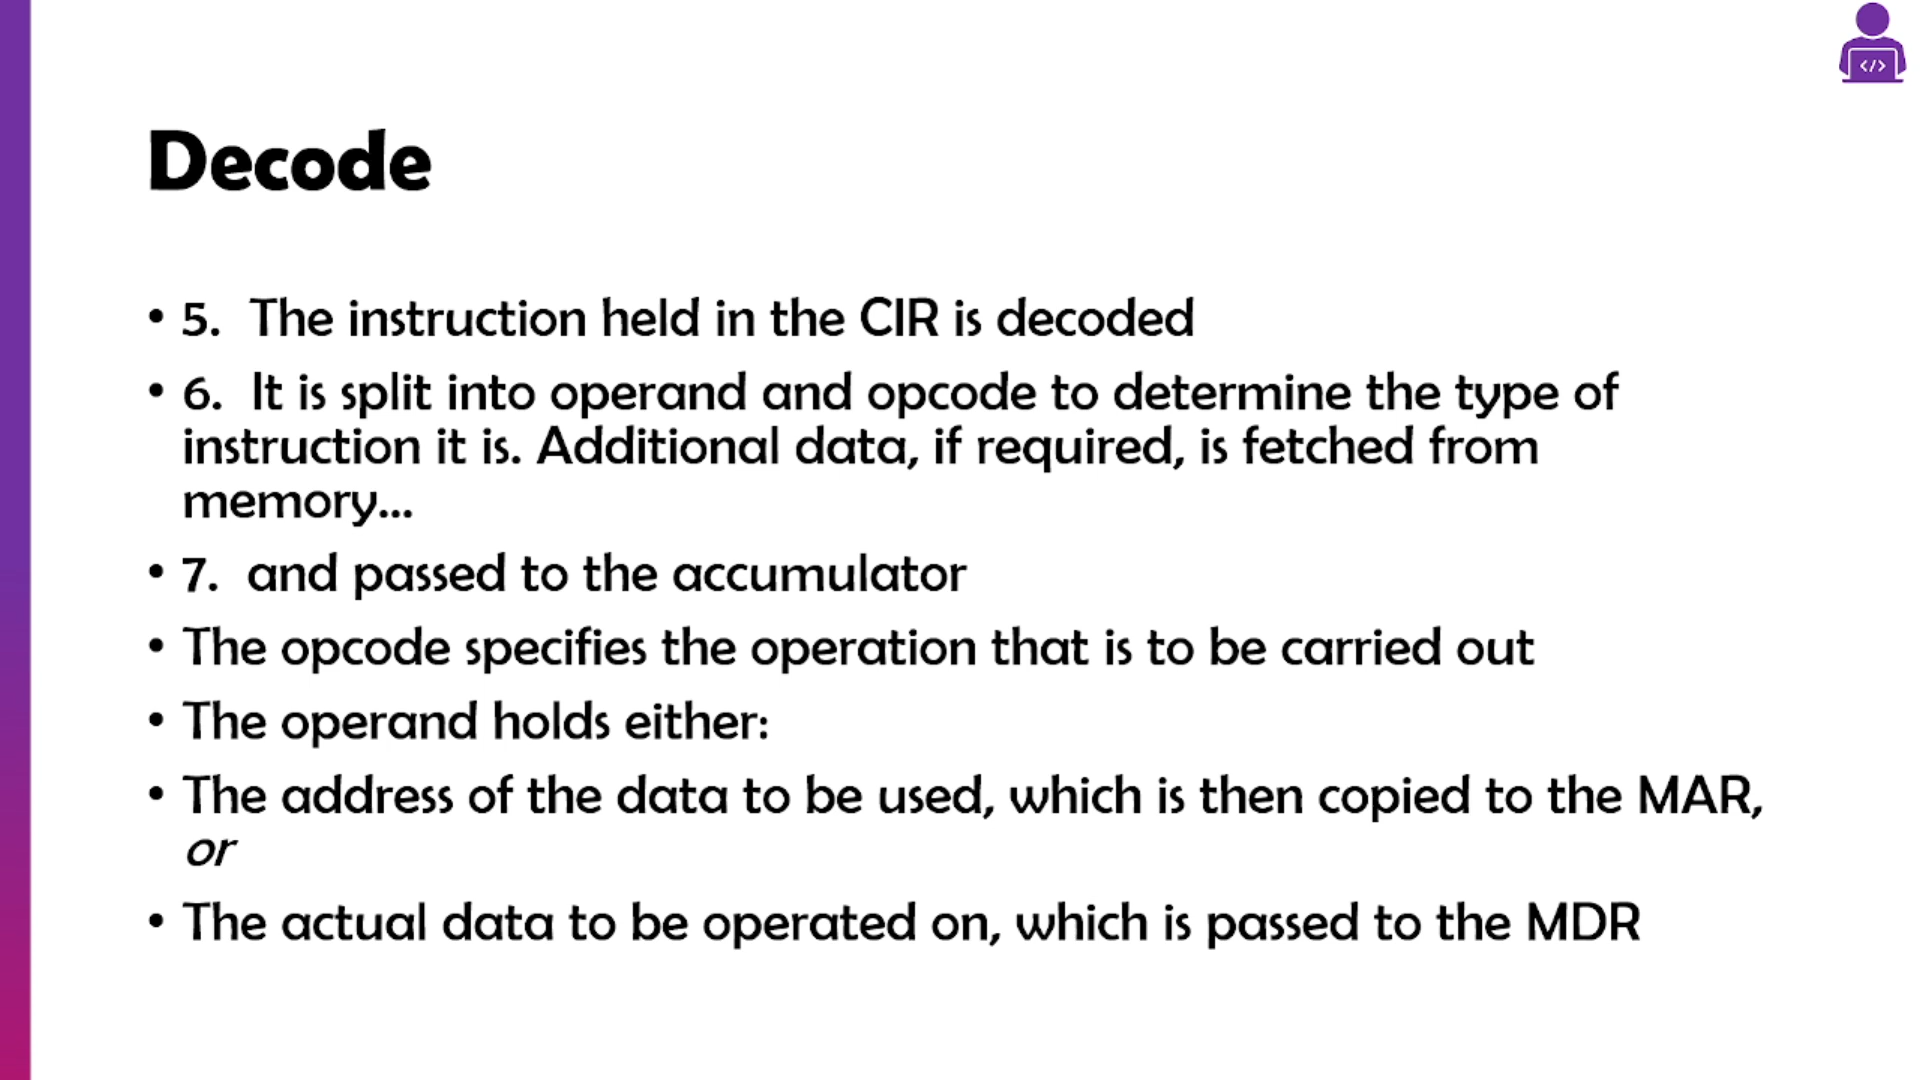 </>
Decode
• 5.  The instruction held in the CIR is decoded
• 6.  It is split into operand and opcode to determine the type of
instruction it is. Additional data, if required, is fetched from
memory...
• 7.  and passed to the accumulator
• The opcode specifies the operation that is to be carried out
• The operand holds either:
• The address of the data to be used, which is then copied to the MAR,
or
• The actual data to be operated on, which is passed to the MDR